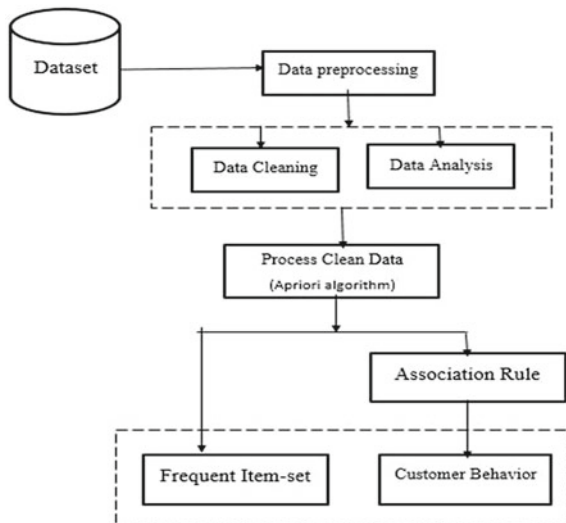 Dataset
Data preprocessing
Data Cleaning
Data Analysis
Process Clean Data
(Apriori algorithm)
Association Rule
Frequent Item-set
Customer Behavior